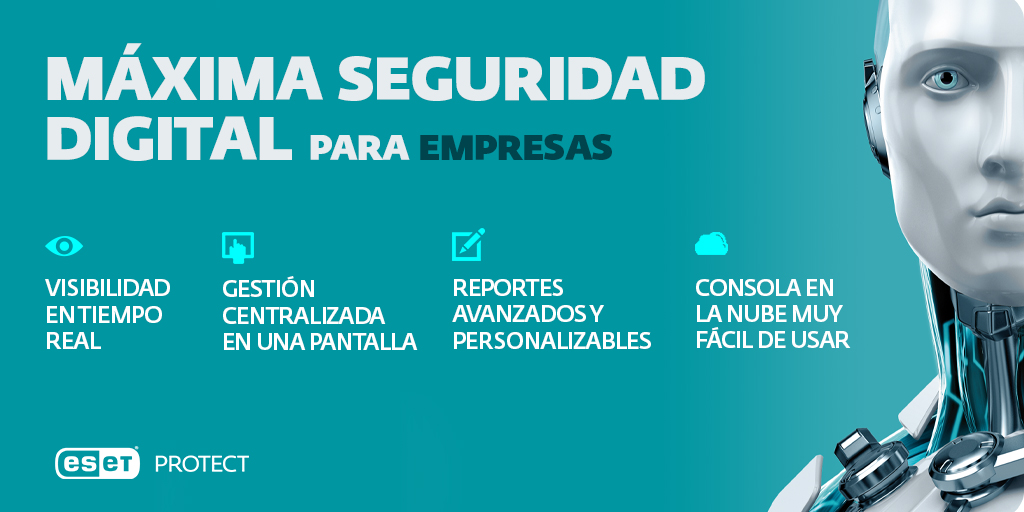 MÁXIMA SEGURIDAD
DIGITAL PARA EMPRESAS
VISIBILIDAD
EN TIEMPO
REAL
GESTIÓN
CENTRALIZADA
EN UNA PANTALLA
REPORTES
AVANZADOS Y
PERSONALIZABLES
CONSOLA EN
LA NUBE MUY
FÁCIL DE USAR
eseT® PROTECT